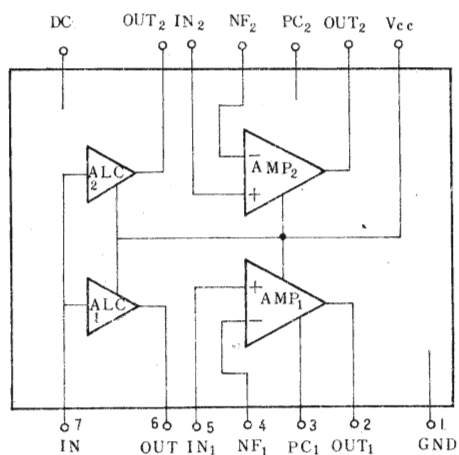 DC OUT₂ IN₂ NF₂ PC₂ OUT₂ Vcc
ALC
2
−
AMP₂
+
ALC
1
+
AMP₁
−
7 6 5 4 3 2 1
IN OUT IN₁ NF₁ PC₁ OUT₁ GND